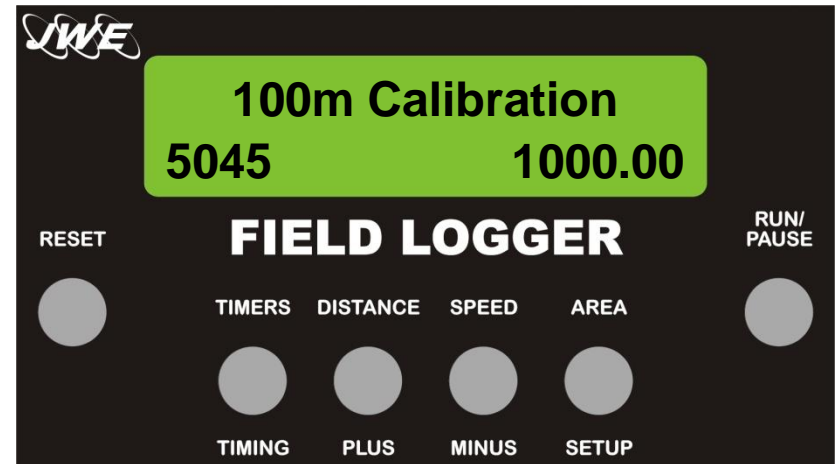 JWE
100m Calibration
5045 1000.00
RESET FIELD LOGGER RUN/
PAUSE
TIMERS DISTANCE SPEED AREA
TIMING PLUS MINUS SETUP